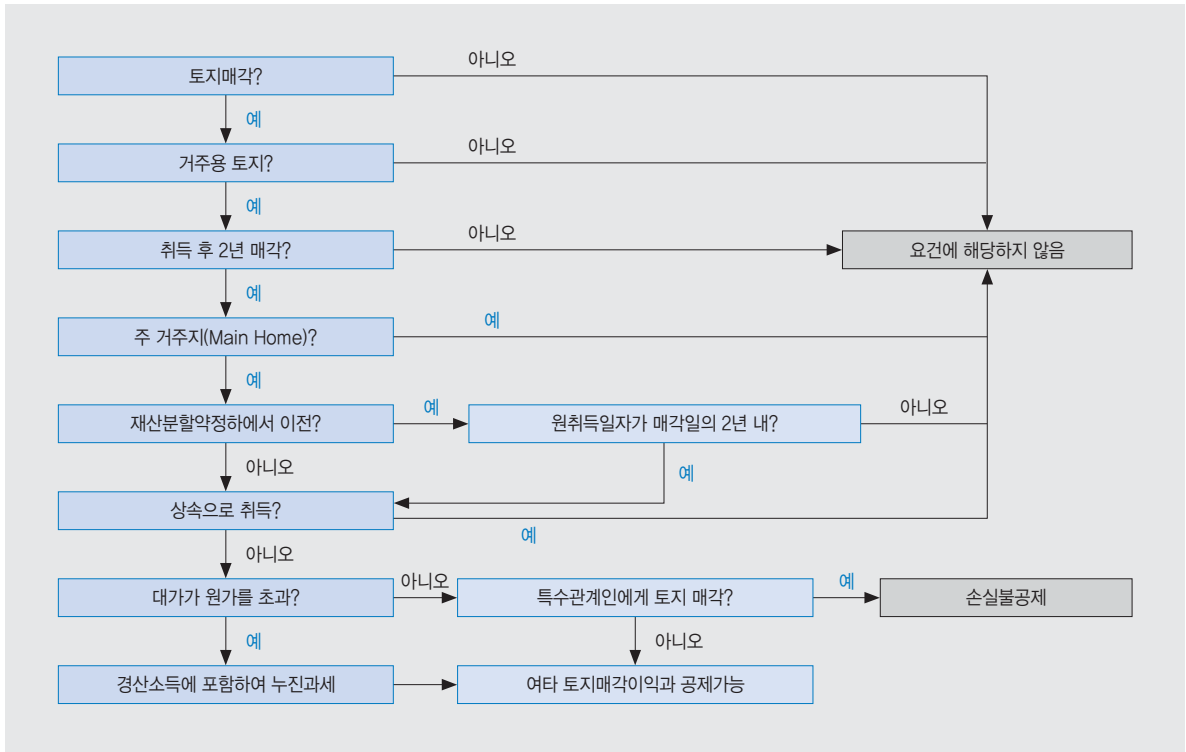 토지매각?
아니오
예
거주용 토지?
아니오
예
취득 후 2년 매각?
아니오
요건에 해당하지 않음
예
주 거주지(Main Home)?
예
예
재산분할약정하에서 이전?
예
원취득일자가 매각일의 2년 내?
아니오
아니오
예
상속으로 취득?
예
아니오
대가가 원가를 초과?
아니오
특수관계인에게 토지 매각?
예
손실불공제
예
아니오
경산소득에 포함하여 누진과세
여타 토지매각이익과 공제가능